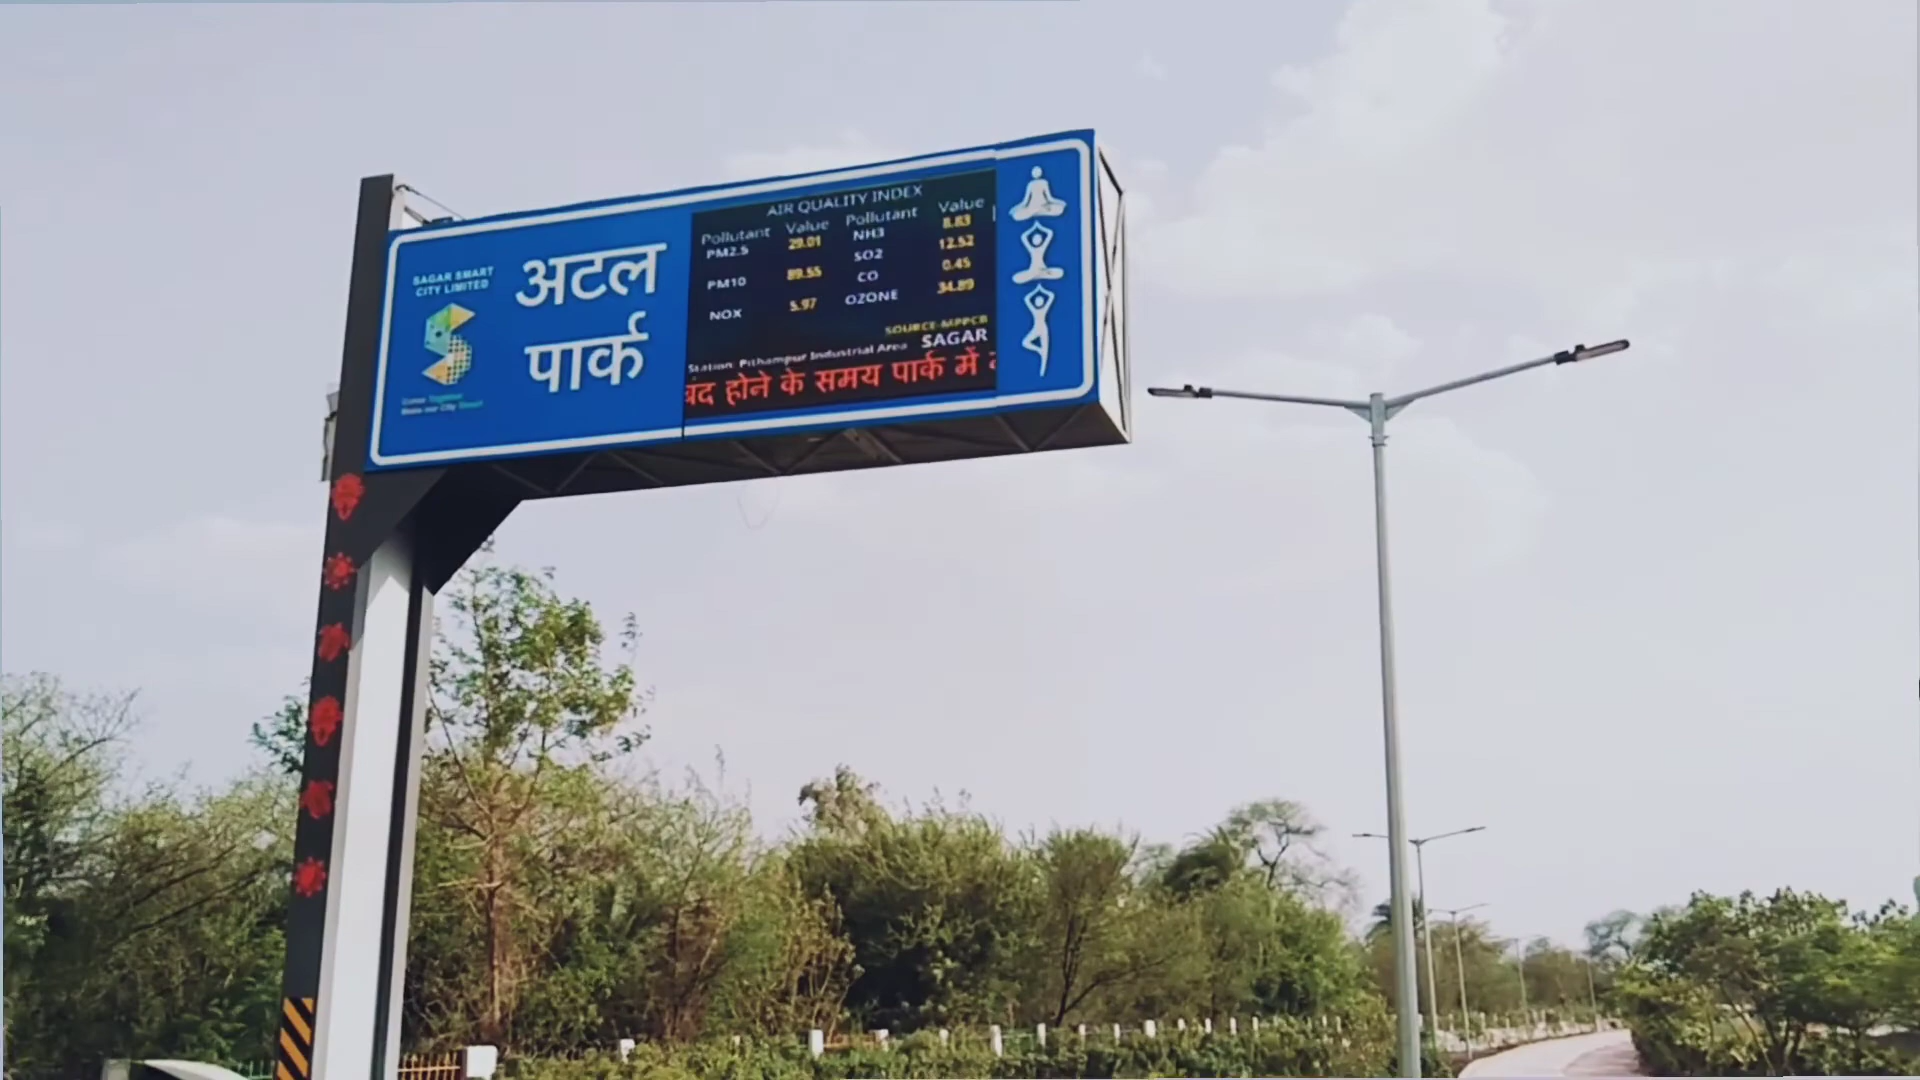 SAGAR SMART
CITY LIMITED
अटल
पार्क
AIR QUALITY INDEX
Pollutant Value Pollutant Value
PM2.5 29.01 NH3 8.83
PM10 89.55 SO2 12.52
NOX 5.97 CO 0.45
OZONE 34.89
SOURCE-MPPCB
Station: Pithampur Industrial Area SAGAR
बंद होने के समय पार्क में